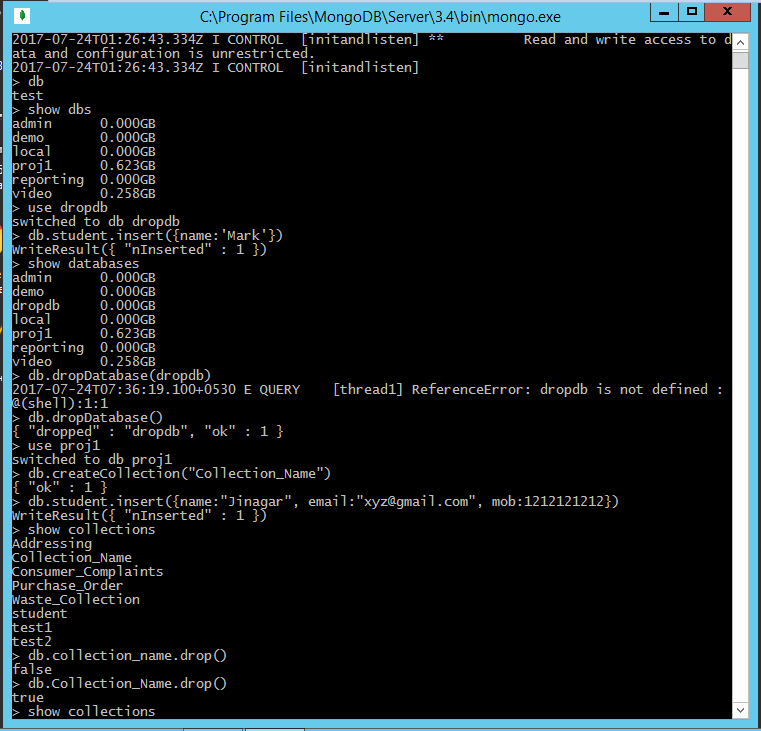 C:\Program Files\MongoDB\Server\3.4\bin\mongo.exe
2017-07-24T01:26:43.334Z I CONTROL  [initandlisten] **          Read and write access to d
ata and configuration is unrestricted.
2017-07-24T01:26:43.334Z I CONTROL  [initandlisten]
> db
test
> show dbs
admin      0.000GB
demo       0.000GB
local      0.000GB
proj1      0.623GB
reporting  0.000GB
video      0.258GB
> use dropdb
switched to db dropdb
> db.student.insert({name:'Mark'})
WriteResult({ "nInserted" : 1 })
> show databases
admin      0.000GB
demo       0.000GB
dropdb     0.000GB
local      0.000GB
proj1      0.623GB
reporting  0.000GB
video      0.258GB
> db.dropDatabase(dropdb)
2017-07-24T07:36:19.100+0530 E QUERY    [thread1] ReferenceError: dropdb is not defined :
@(shell):1:1
> db.dropDatabase()
{ "dropped" : "dropdb", "ok" : 1 }
> use proj1
switched to db proj1
> db.createCollection("Collection_Name")
{ "ok" : 1 }
> db.student.insert({name:"Jinagar", email:"xyz@gmail.com", mob:1212121212})
WriteResult({ "nInserted" : 1 })
> show collections
Addressing
Collection_Name
Consumer_Complaints
Purchase_Order
Waste_Collection
student
test1
test2
> db.collection_name.drop()
false
> db.Collection_Name.drop()
true
> show collections